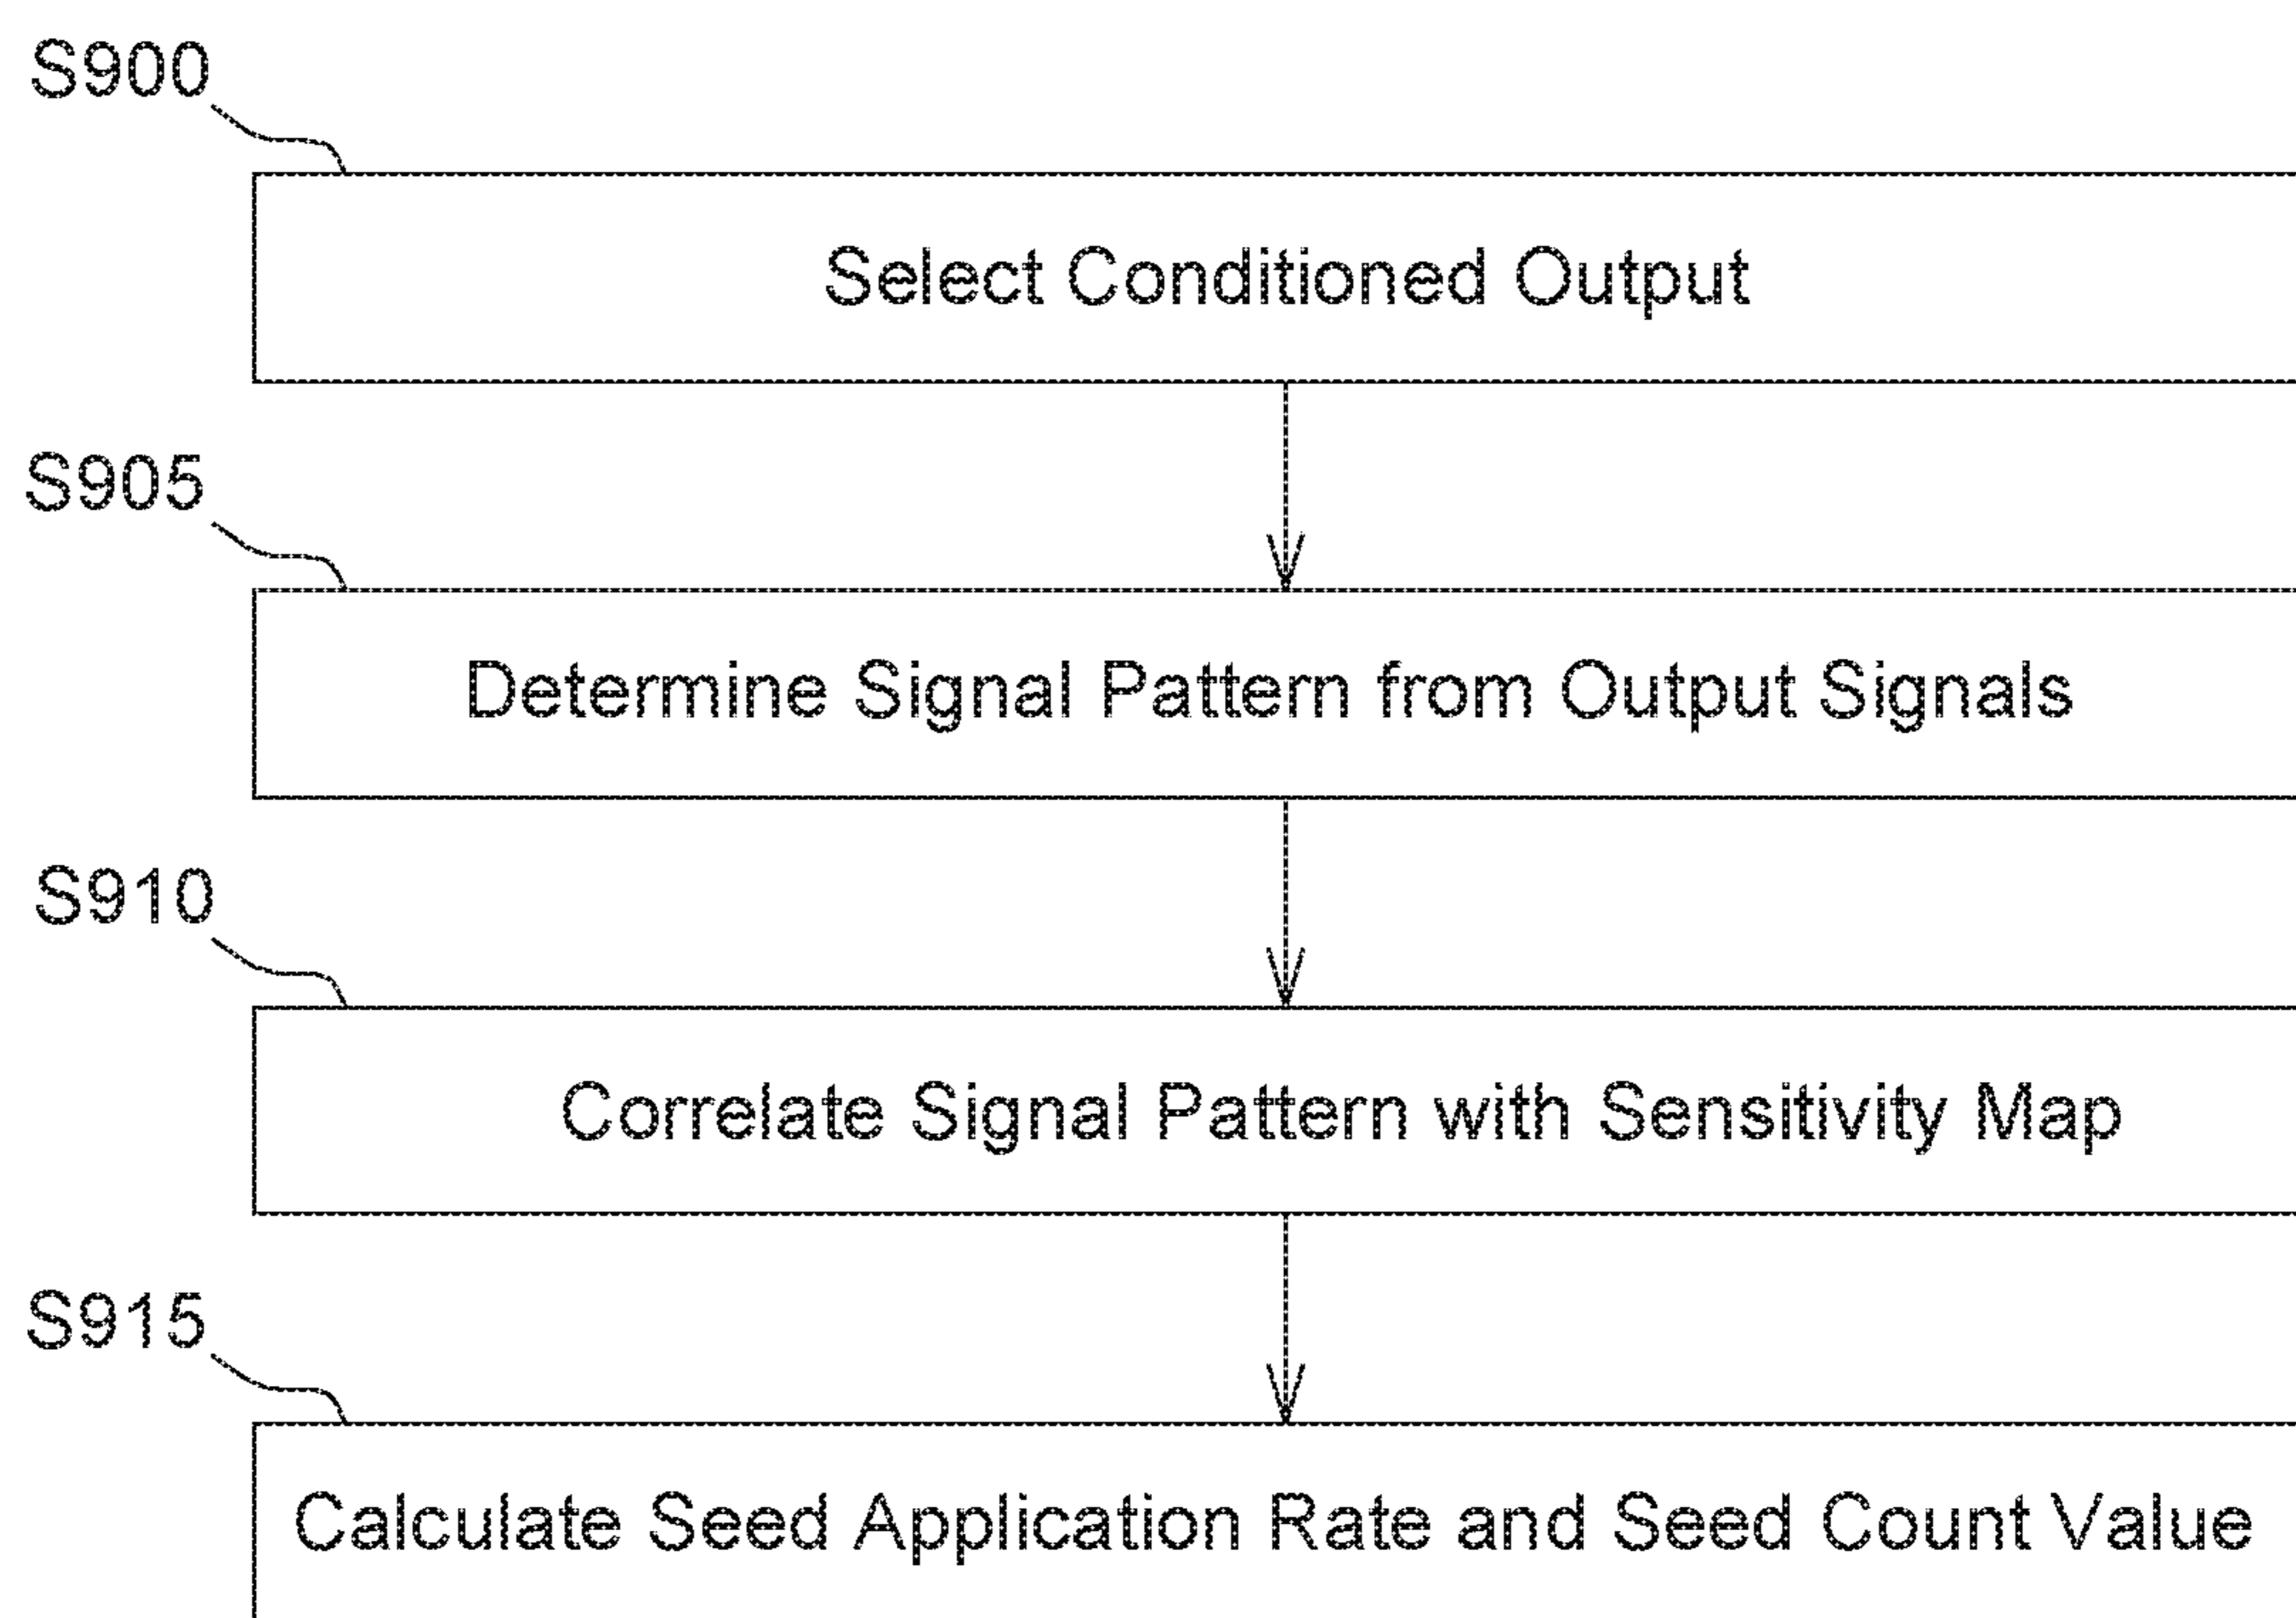 S900
Select Conditioned Output
S905
Determine Signal Pattern from Output Signals
S910
Correlate Signal Pattern with Sensitivity Map
S915
Calculate Seed Application Rate and Seed Count Value